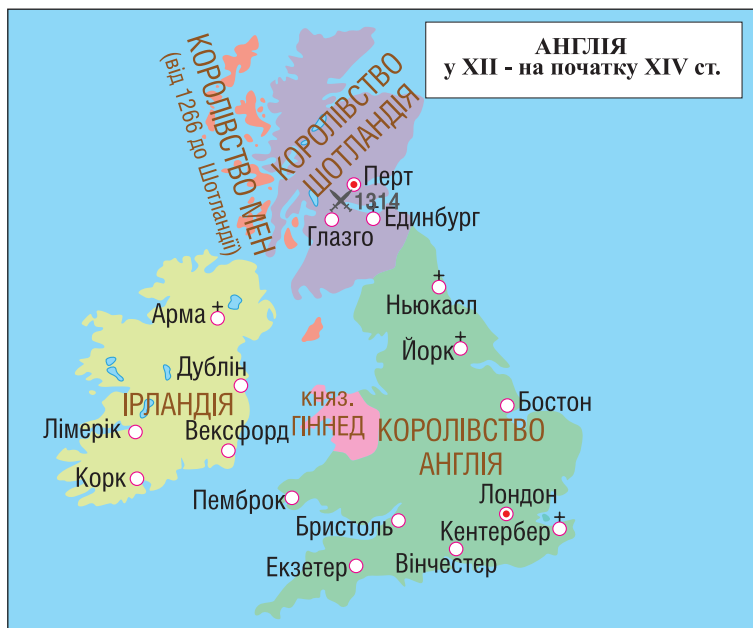 АНГЛІЯ
у XII - на початку XIV ст.
КОРОЛІВСТВО МЕН
(від 1266 до Шотландії)
КОРОЛІВСТВО
ШОТЛАНДІЯ
Перт
1314
Единбург
Глазго
Ньюкасл
Арма
Йорк
Дублін
княз.
ГІННЕД
ІРЛАНДІЯ
Бостон
Лімерік
Вексфорд
КОРОЛІВСТВО
АНГЛІЯ
Корк
Пемброк
Лондон
Бристоль
Кентербер
Вінчестер
Екзетер